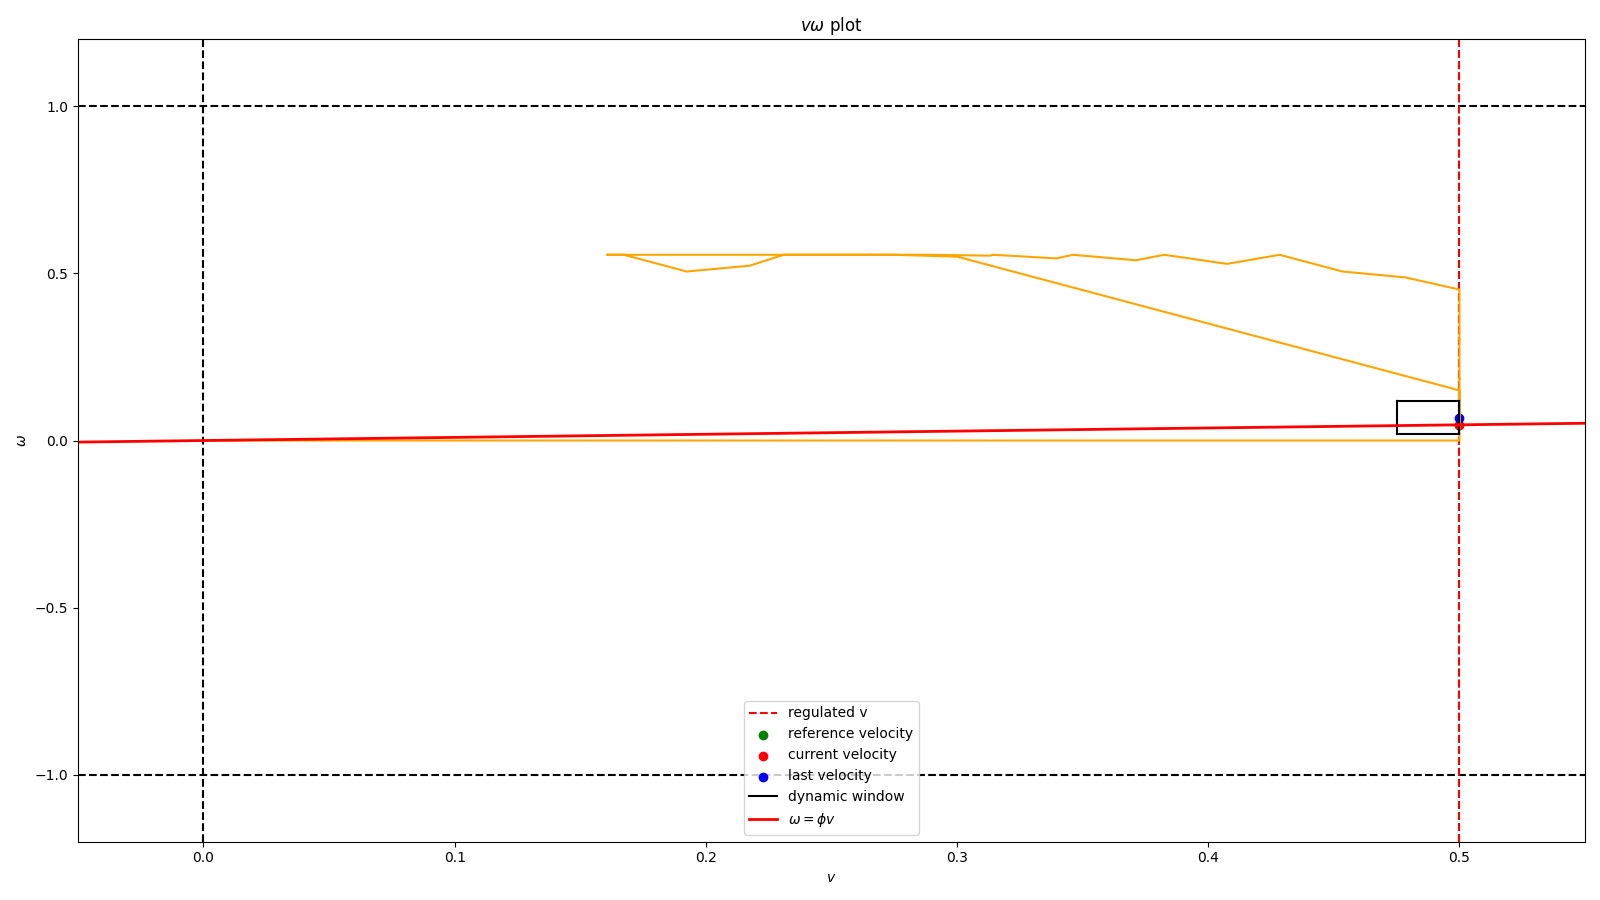 vω plot
1.0
0.5
0.0
−0.5
−1.0
ω
0.0
0.1
0.2
0.3
0.4
0.5
v
regulated v
reference velocity
current velocity
last velocity
dynamic window
ω = ϕv